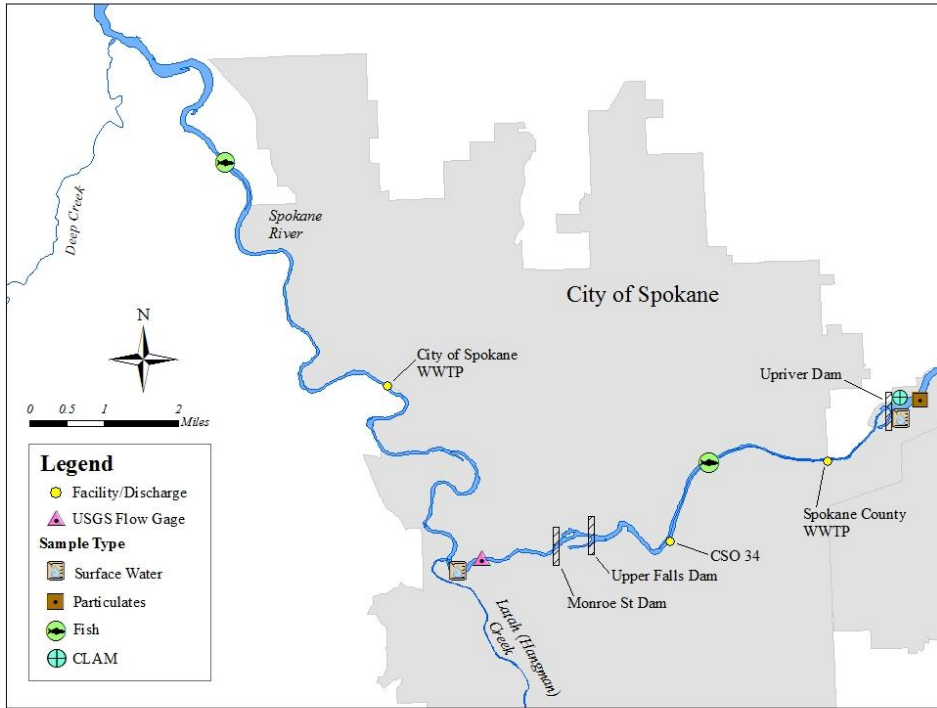 Deep Creek
Spokane
River
City of Spokane
N
City of Spokane
WWTP
Upriver Dam
0 0.5 1 2
Miles
Legend
Facility/Discharge
USGS Flow Gage
Sample Type
Surface Water
Particulates
Fish
CLAM
Spokane County
WWTP
CSO 34
Upper Falls Dam
Monroe St Dam
Latah (Hangman)
Creek